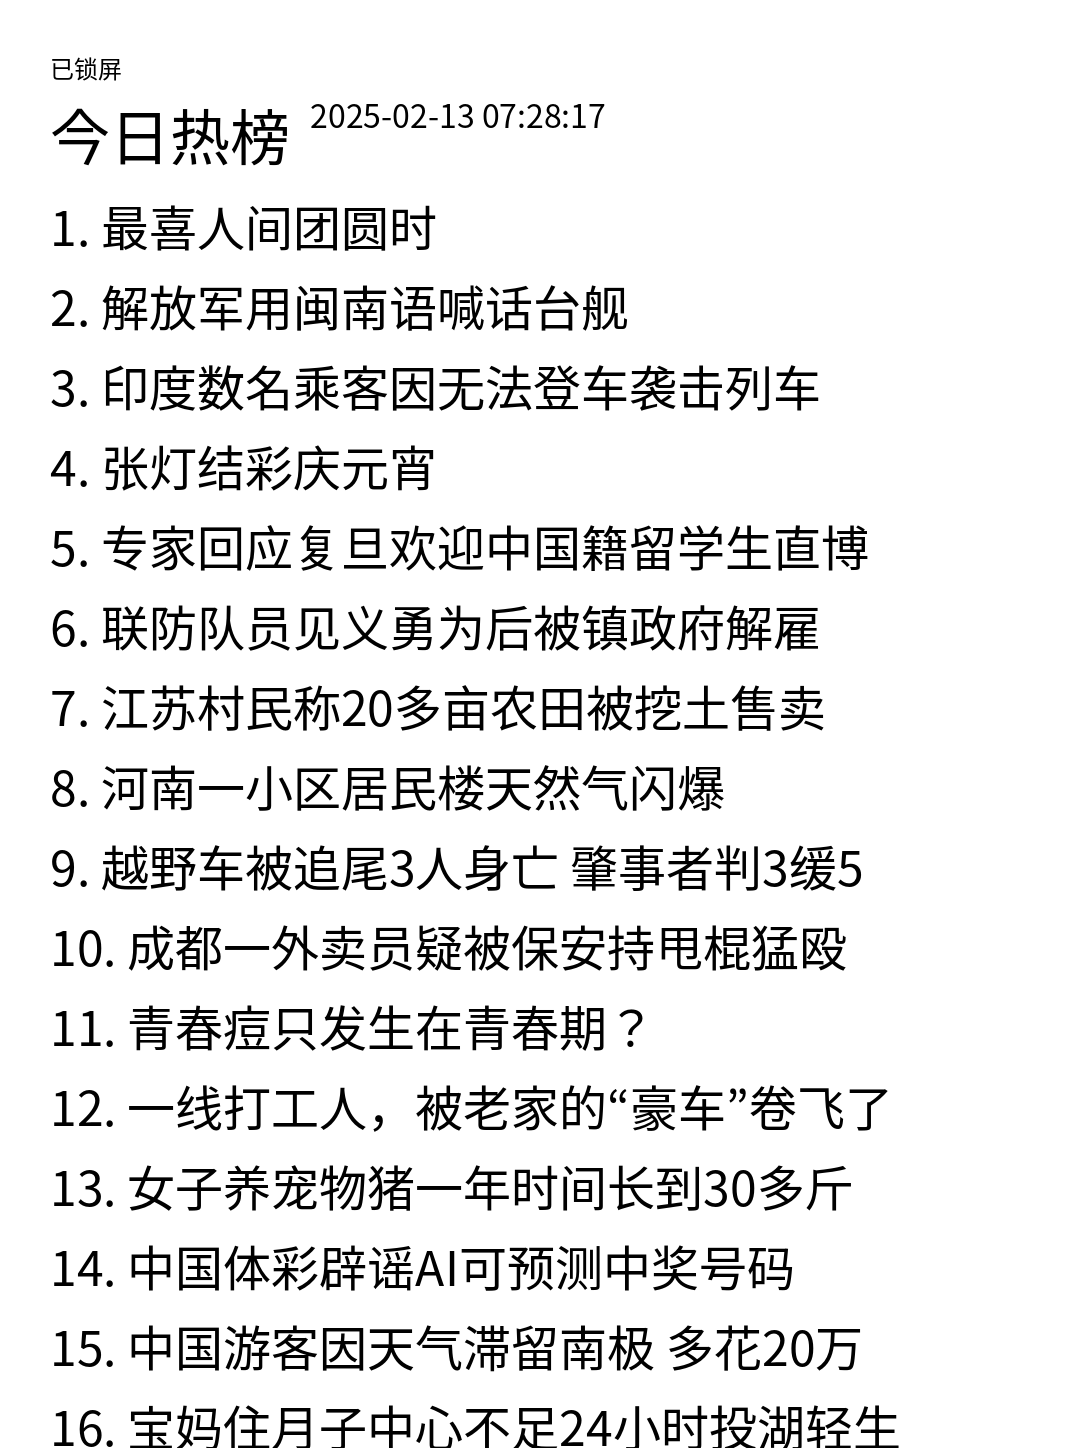 已锁屏
今日热榜 2025-02-13 07:28:17
1. 最喜人间团圆时
2. 解放军用闽南语喊话台舰
3. 印度数名乘客因无法登车袭击列车
4. 张灯结彩庆元宵
5. 专家回应复旦欢迎中国籍留学生直博
6. 联防队员见义勇为后被镇政府解雇
7. 江苏村民称20多亩农田被挖土售卖
8. 河南一小区居民楼天然气闪爆
9. 越野车被追尾3人身亡 肇事者判3缓5
10. 成都一外卖员疑被保安持甩棍猛殴
11. 青春痘只发生在青春期？
12. 一线打工人，被老家的“豪车”卷飞了
13. 女子养宠物猪一年时间长到30多斤
14. 中国体彩辟谣AI可预测中奖号码
15. 中国游客因天气滞留南极 多花20万
16. 宝妈住月子中心不足24小时投湖轻生